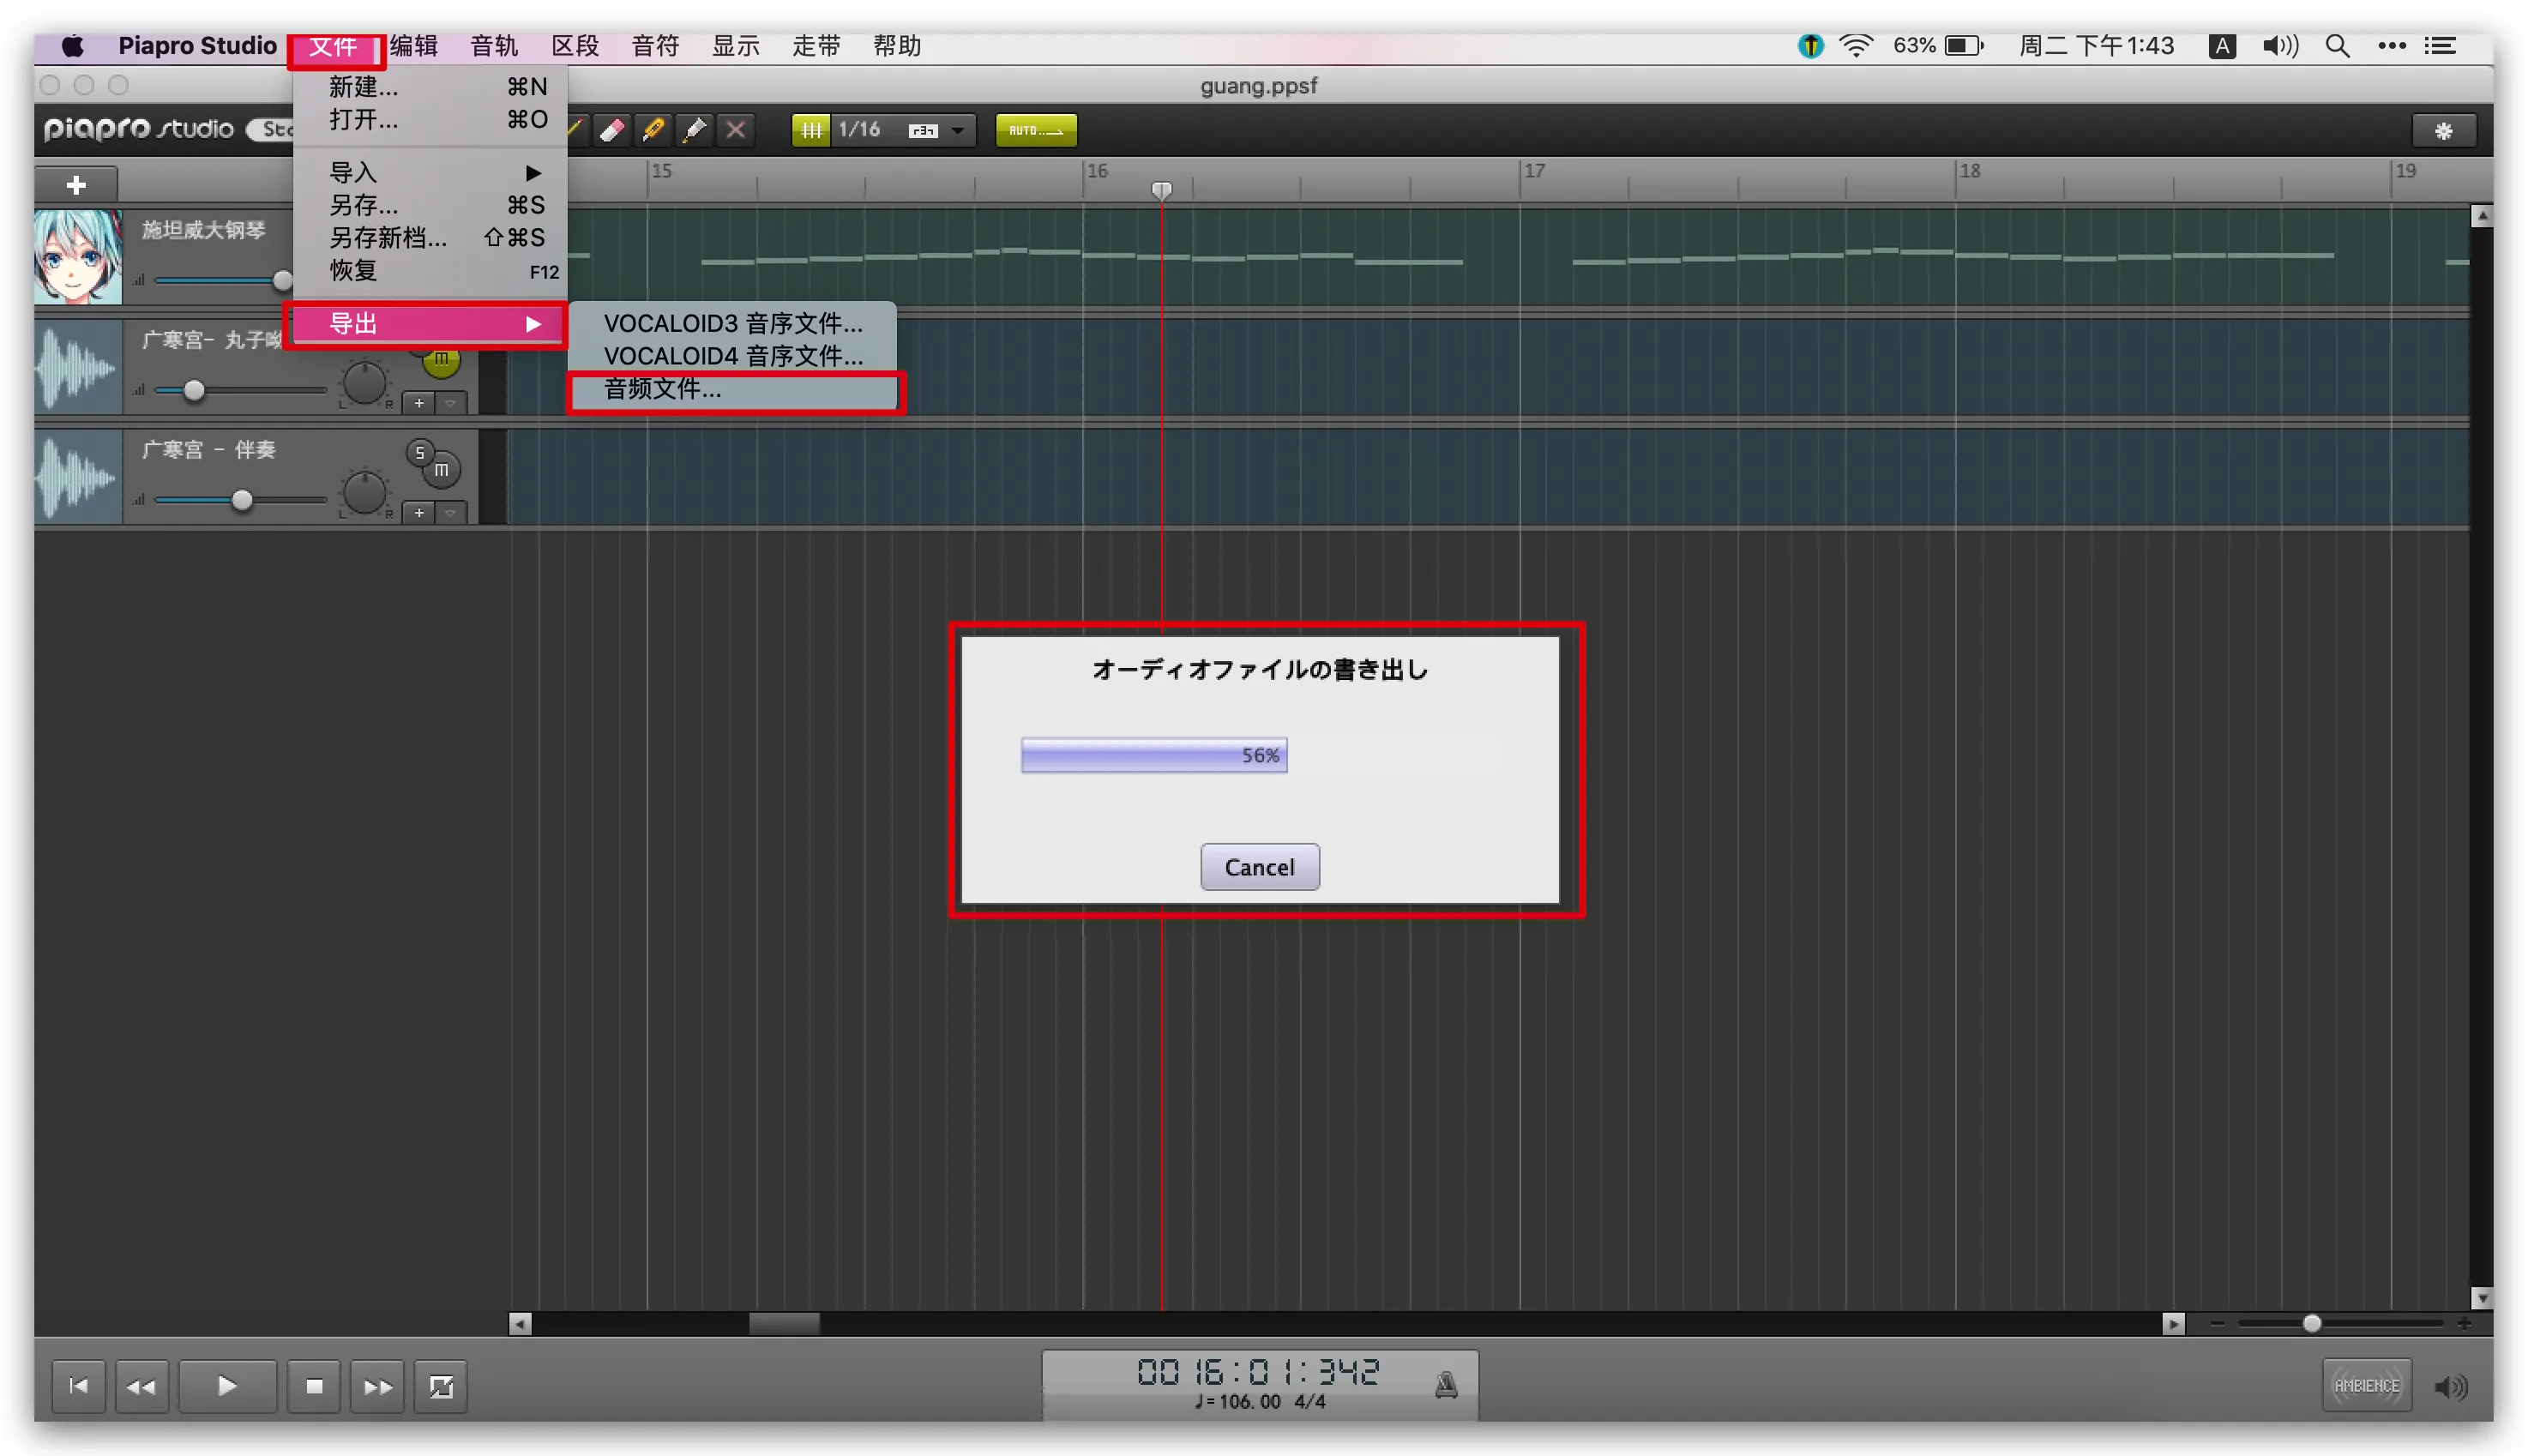 Piapro Studio 文件 编辑 音轨 区段 音符 显示 走带 帮助 63% 周二 下午 1:43 A
guang.ppsf
新建... ⌘N
打开... ⌘O
导入 ▶
另存... ⌘S
另存新档... ⇧⌘S
恢复 F12
导出 ▶
VOCALOID3 音序文件...
VOCALOID4 音序文件...
音频文件...
piapro studio 1/16 AUTO
15 16 17 18 19
施坦威大钢琴
广寒宫- 丸子呦
m
L R
广寒宫 - 伴奏
S m
L R
オーディオファイルの書き出し
56%
Cancel
00 16:01:342
♩=106.00 4/4
AMBIENCE